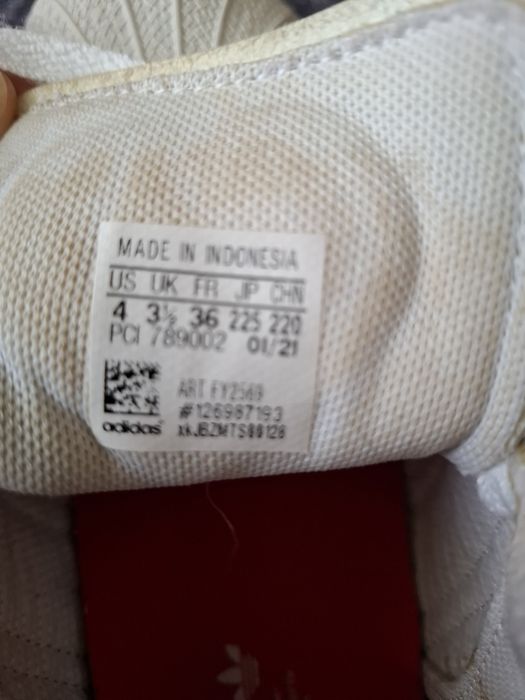 MADE IN INDONESIA
US UK FR JP CHN
4 3½ 36 225 220
PCI 789002 01/21
ART FY2569
#126987193
adidas